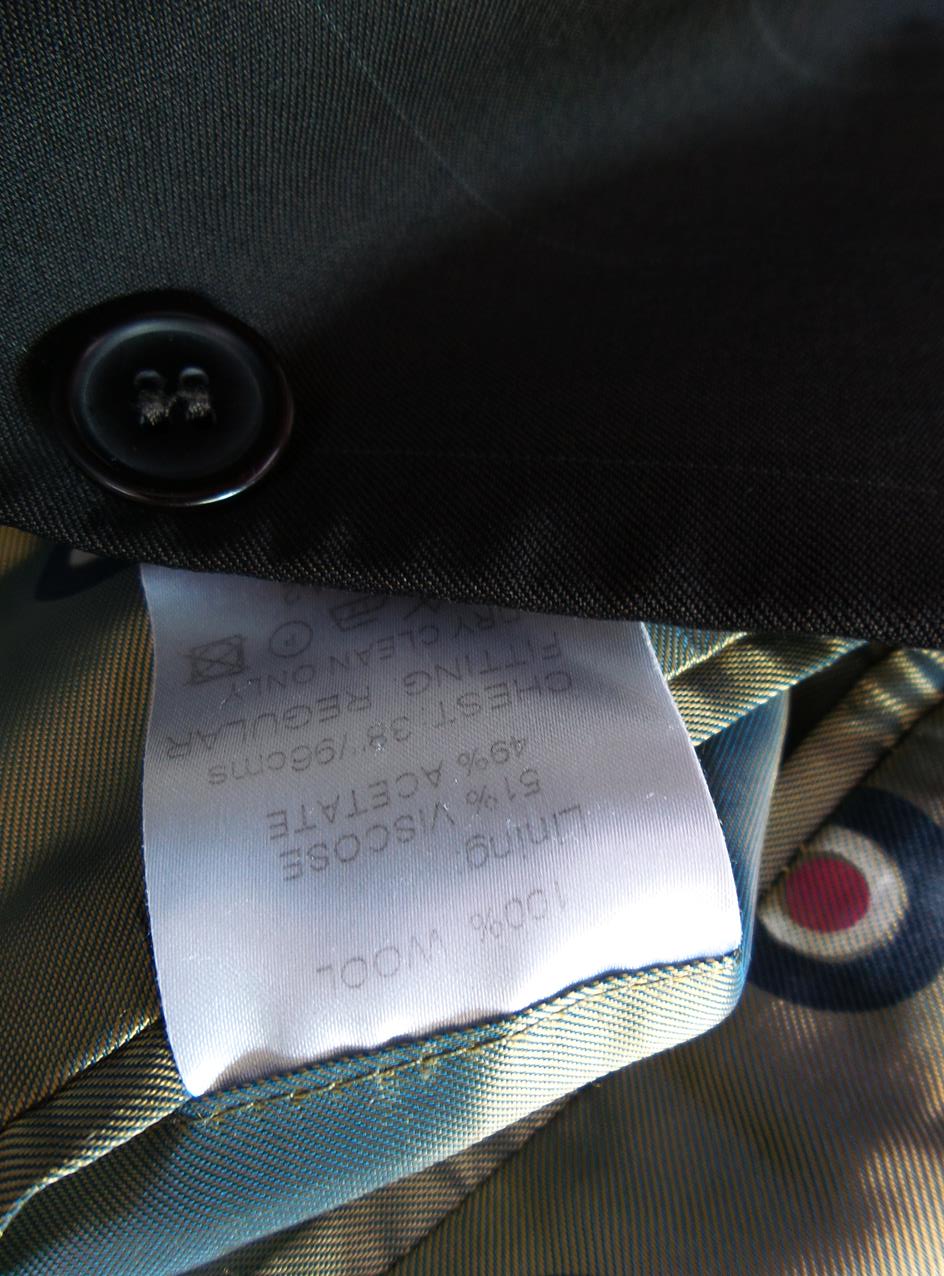 100% WOOL
Lining:
51% VISCOSE
49% ACETATE
CHEST 38"/96cms
FITTING REGULAR
DRY CLEAN ONLY
P